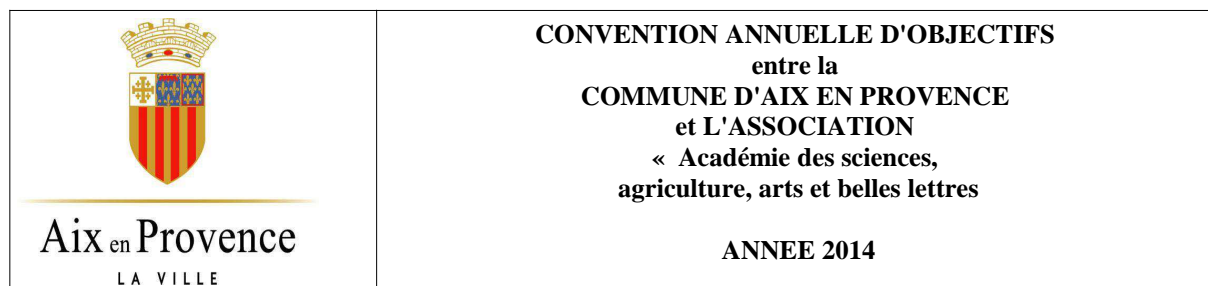 Aix en Provence
LA VILLE
CONVENTION ANNUELLE D'OBJECTIFS
entre la
COMMUNE D'AIX EN PROVENCE
et L'ASSOCIATION
« Académie des sciences,
agriculture, arts et belles lettres
ANNEE 2014